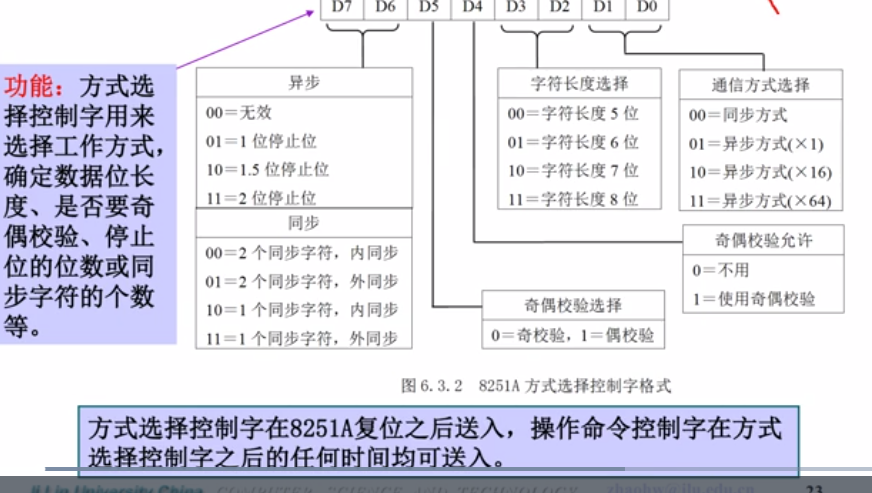 D7 D6 D5 D4 D3 D2 D1 D0
功能：方式选
择控制字用来
选择工作方式，
确定数据位长
度、是否要奇
偶校验、停止
位的位数或同
步字符的个数
等。
异步
00＝无效
01＝1 位停止位
10＝1.5 位停止位
11＝2 位停止位
同步
00＝2 个同步字符，内同步
01＝2 个同步字符，外同步
10＝1 个同步字符，内同步
11＝1 个同步字符，外同步
字符长度选择
00＝字符长度 5 位
01＝字符长度 6 位
10＝字符长度 7 位
11＝字符长度 8 位
通信方式选择
00＝同步方式
01＝异步方式(×1)
10＝异步方式(×16)
11＝异步方式(×64)
奇偶校验允许
0＝不用
1＝使用奇偶校验
奇偶校验选择
0＝奇校验，1＝偶校验
图 6.3.2 8251A 方式选择控制字格式
方式选择控制字在8251A复位之后送入，操作命令控制字在方式
选择控制字之后的任何时间均可送入。
COMPUTER SCIENCE AND TECHNOLOGY
23